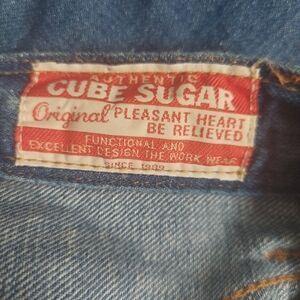 AUTHENTIC
CUBE SUGAR
Original PLEASANT HEART
BE RELIEVED
FUNCTIONAL AND
EXCELLENT DESIGN THE WORK WEAR
SINCE 1989